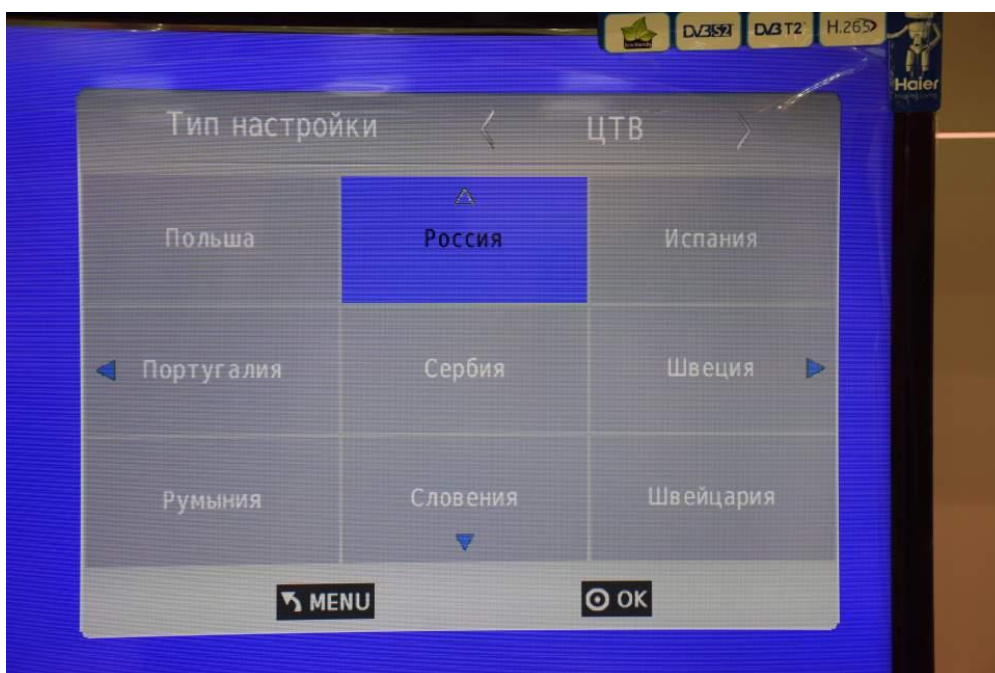 DVB S2
DVB T2
H.265
Haier
Тип настройки
ЦТВ
Польша
Россия
Испания
Португалия
Сербия
Швеция
Румыния
Словения
Швейцария
MENU
OK